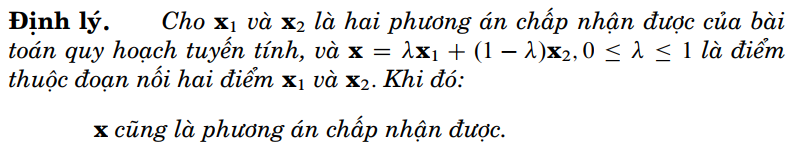 Định lý. Cho x₁ và x₂ là hai phương án chấp nhận được của bài
toán quy hoạch tuyến tính, và x = λx₁ + (1 − λ)x₂, 0 ≤ λ ≤ 1 là điểm
thuộc đoạn nối hai điểm x₁ và x₂. Khi đó:
x cũng là phương án chấp nhận được.